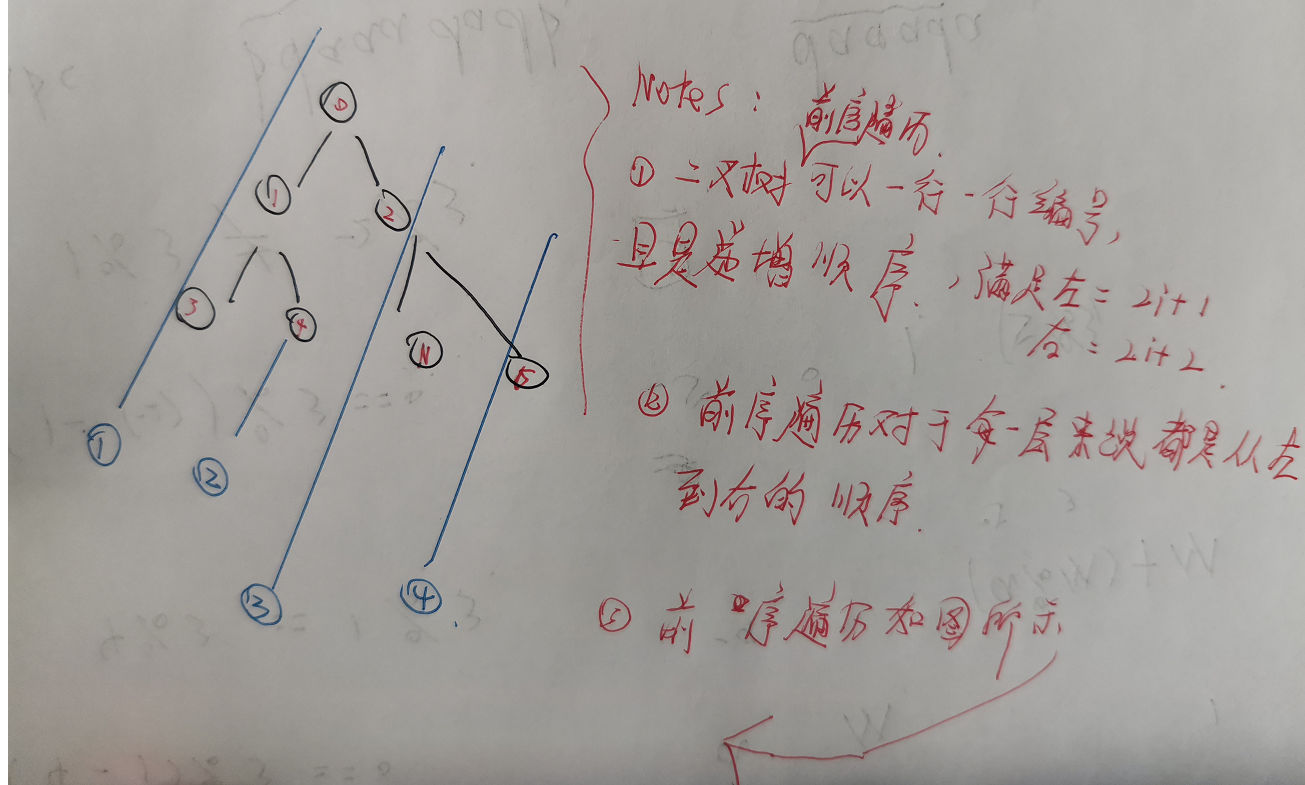 0
1 2
3 4 N 5
① ② ③ ④
Notes:
前序遍历.
① 二叉树可以一行一行编号,
且是递增顺序, 满足左=2i+1
右=2i+2.
② 前序遍历对于每一层来说都是从左
到右的顺序.
③ 前序遍历如图所示